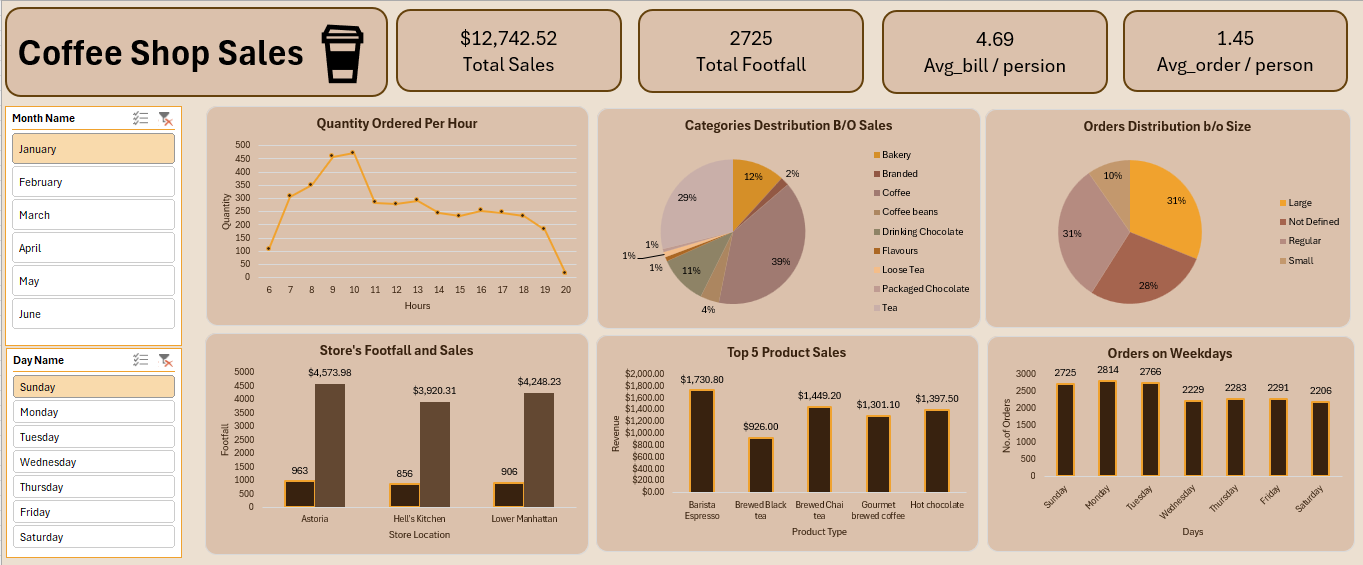 Coffee Shop Sales
$12,742.52
Total Sales
2725
Total Footfall
4.69
Avg_bill / persion
1.45
Avg_order / person
Month Name
January
February
March
April
May
June
Day Name
Sunday
Monday
Tuesday
Wednesday
Thursday
Friday
Saturday
Quantity Ordered Per Hour
500
450
400
350
300
250
200
150
100
50
0
Quantity
6 7 8 9 10 11 12 13 14 15 16 17 18 19 20
Hours
Categories Destribution B/O Sales
12%
2%
39%
4%
11%
1%
1%
1%
29%
Bakery
Branded
Coffee
Coffee beans
Drinking Chocolate
Flavours
Loose Tea
Packaged Chocolate
Tea
Orders Distribution b/o Size
31%
28%
31%
10%
Large
Not Defined
Regular
Small
Store's Footfall and Sales
5000
4500
4000
3500
3000
2500
2000
1500
1000
500
0
Footfall
963
$4,573.98
856
$3,920.31
906
$4,248.23
Astoria
Hell's Kitchen
Lower Manhattan
Store Location
Top 5 Product Sales
$2,000.00
$1,800.00
$1,600.00
$1,400.00
$1,200.00
$1,000.00
$800.00
$600.00
$400.00
$200.00
$0.00
Revenue
$1,730.80
$926.00
$1,449.20
$1,301.10
$1,397.50
Barista
Espresso
Brewed Black
tea
Brewed Chai
tea
Gourmet
brewed coffee
Hot chocolate
Product Type
Orders on Weekdays
3000
2500
2000
1500
1000
500
0
No.of Orders
2725
2814
2766
2229
2283
2291
2206
Sunday
Monday
Tuesday
Wednesday
Thursday
Friday
Saturday
Days